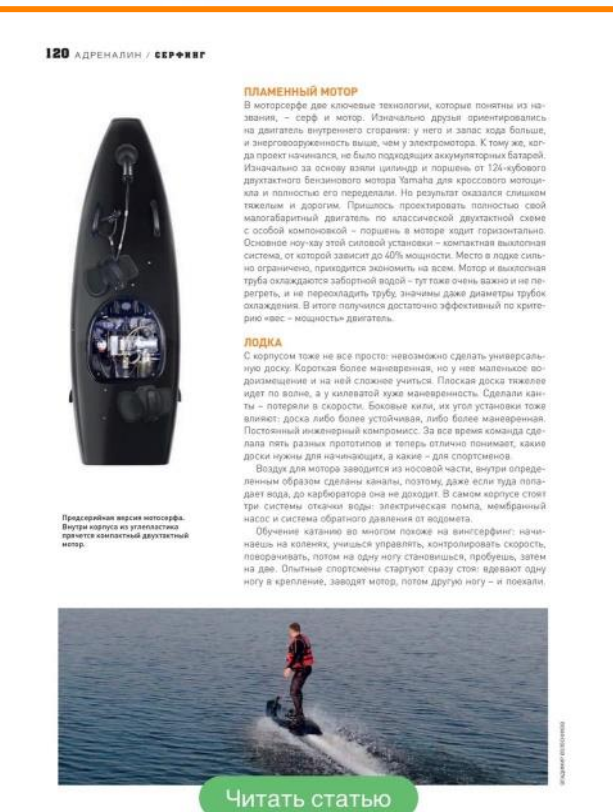 120 АДРЕНАЛИН / СЕРФИНГ
ПЛАМЕННЫЙ МОТОР
В моторсерфе две ключевые технологии, которые понятны из на-
звания, – серф и мотор. Изначально друзья ориентировались
на двигатель внутреннего сгорания: у него и запас хода больше,
и энерговооруженность выше, чем у электромотора. К тому же, ког-
да проект начинался, не было подходящих аккумуляторных батарей.
Изначально за основу взяли цилиндр и поршень от 124-кубового
двухтактного бензинового мотора Yamaha для кроссового мотоци-
кла и полностью его переделали. Но результат оказался слишком
тяжелым и дорогим. Пришлось проектировать полностью свой
малогабаритный двигатель по классической двухтактной схеме
с особой компоновкой – поршень в моторе ходит горизонтально.
Основное ноу-хау этой силовой установки – компактная выхлопная
система, от которой зависит до 40% мощности. Место в лодке силь-
но ограничено, приходится экономить на всем. Мотор и выхлопная
труба охлаждаются забортной водой – тут тоже очень важно и не пе-
регреть, и не переохладить трубу, значимы даже диаметры трубок
охлаждения. В итоге получился достаточно эффективный по крите-
рию «вес – мощность» двигатель.
ЛОДКА
С корпусом тоже не все просто: невозможно сделать универсаль-
ную доску. Короткая более маневренная, но у нее маленькое во-
доизмещение и на ней сложнее учиться. Плоская доска тяжелее
идет по волне, а у килеватой хуже маневренность. Сделали кан-
ты – потеряли в скорости. Боковые кили, их угол установки тоже
влияют: доска либо более устойчивая, либо более маневренная.
Постоянный инженерный компромисс. За все время команда сде-
лала пять разных прототипов и теперь отлично понимает, какие
доски нужны для начинающих, а какие – для спортсменов.
Воздух для мотора заводится из носовой части, внутри опреде-
ленным образом сделаны каналы, поэтому, даже если туда попа-
дает вода, до карбюратора она не доходит. В самом корпусе стоят
три системы откачки воды: электрическая помпа, мембранный
насос и система обратного давления от водомета.
Обучение катанию во многом похоже на вингсерфинг: начи-
наешь на коленях, учишься управлять, контролировать скорость,
поворачивать, потом на одну ногу становишься, пробуешь, затем
на две. Опытные спортсмены стартуют сразу стоя: вдевают одну
ногу в крепление, заводят мотор, потом другую ногу – и поехали.
Предсерийная версия мотосерфа.
Внутри корпуса из углепластика
прячется компактный двухтактный
мотор.
Читать статью